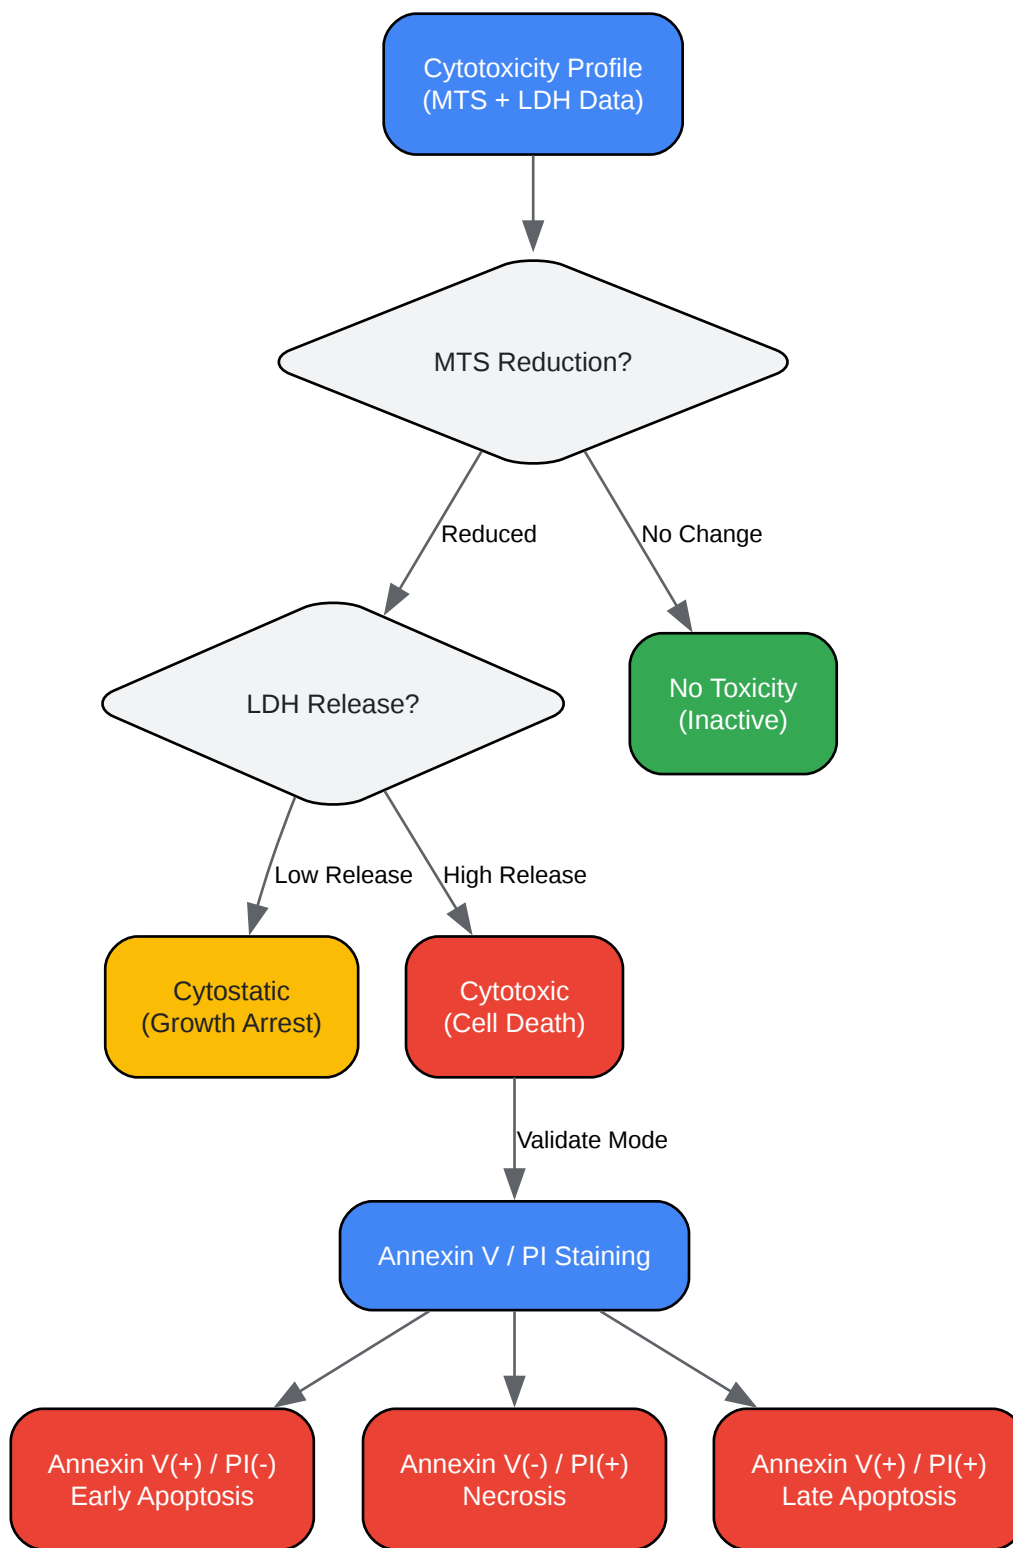 Cytotoxicity Profile
(MTS + LDH Data)
MTS Reduction?
Reduced
No Change
LDH Release?
No Toxicity
(Inactive)
Low Release
High Release
Cytostatic
(Growth Arrest)
Cytotoxic
(Cell Death)
Validate Mode
Annexin V / PI Staining
Annexin V(+) / PI(-)
Early Apoptosis
Annexin V(-) / PI(+)
Necrosis
Annexin V(+) / PI(+)
Late Apoptosis